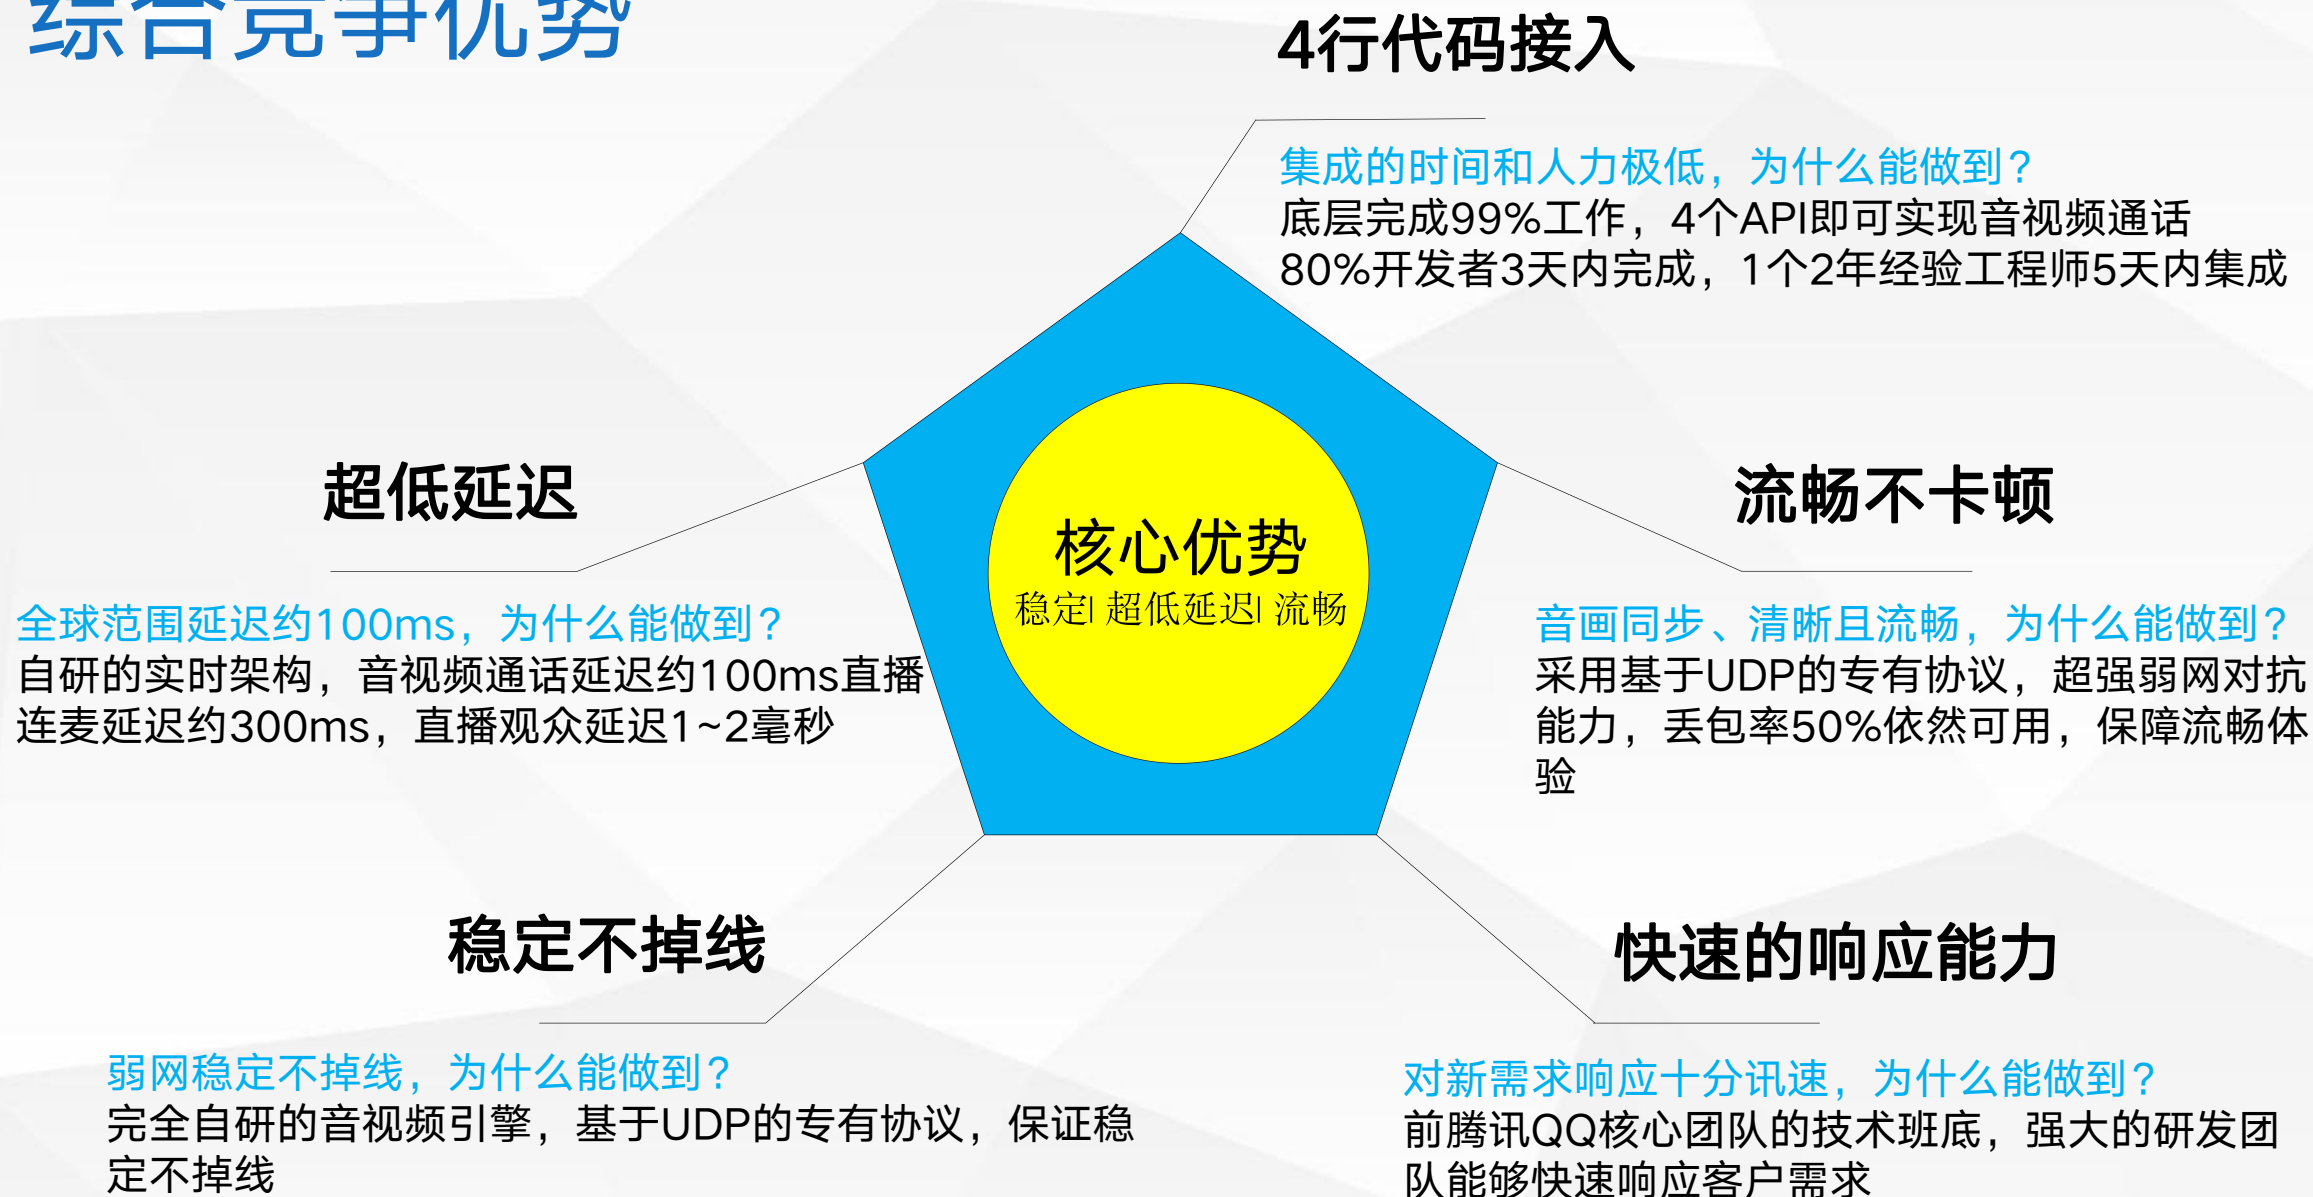 综合竞争优势
4行代码接入
集成的时间和人力极低，为什么能做到？
底层完成99%工作，4个API即可实现音视频通话
80%开发者3天内完成，1个2年经验工程师5天内集成
超低延迟
全球范围延迟约100ms，为什么能做到？
自研的实时架构，音视频通话延迟约100ms直播
连麦延迟约300ms，直播观众延迟1~2毫秒
核心优势
稳定| 超低延迟| 流畅
流畅不卡顿
音画同步、清晰且流畅，为什么能做到？
采用基于UDP的专有协议，超强弱网对抗
能力，丢包率50%依然可用，保障流畅体
验
稳定不掉线
弱网稳定不掉线，为什么能做到？
完全自研的音视频引擎，基于UDP的专有协议，保证稳
定不掉线
快速的响应能力
对新需求响应十分讯速，为什么能做到？
前腾讯QQ核心团队的技术班底，强大的研发团
队能够快速响应客户需求